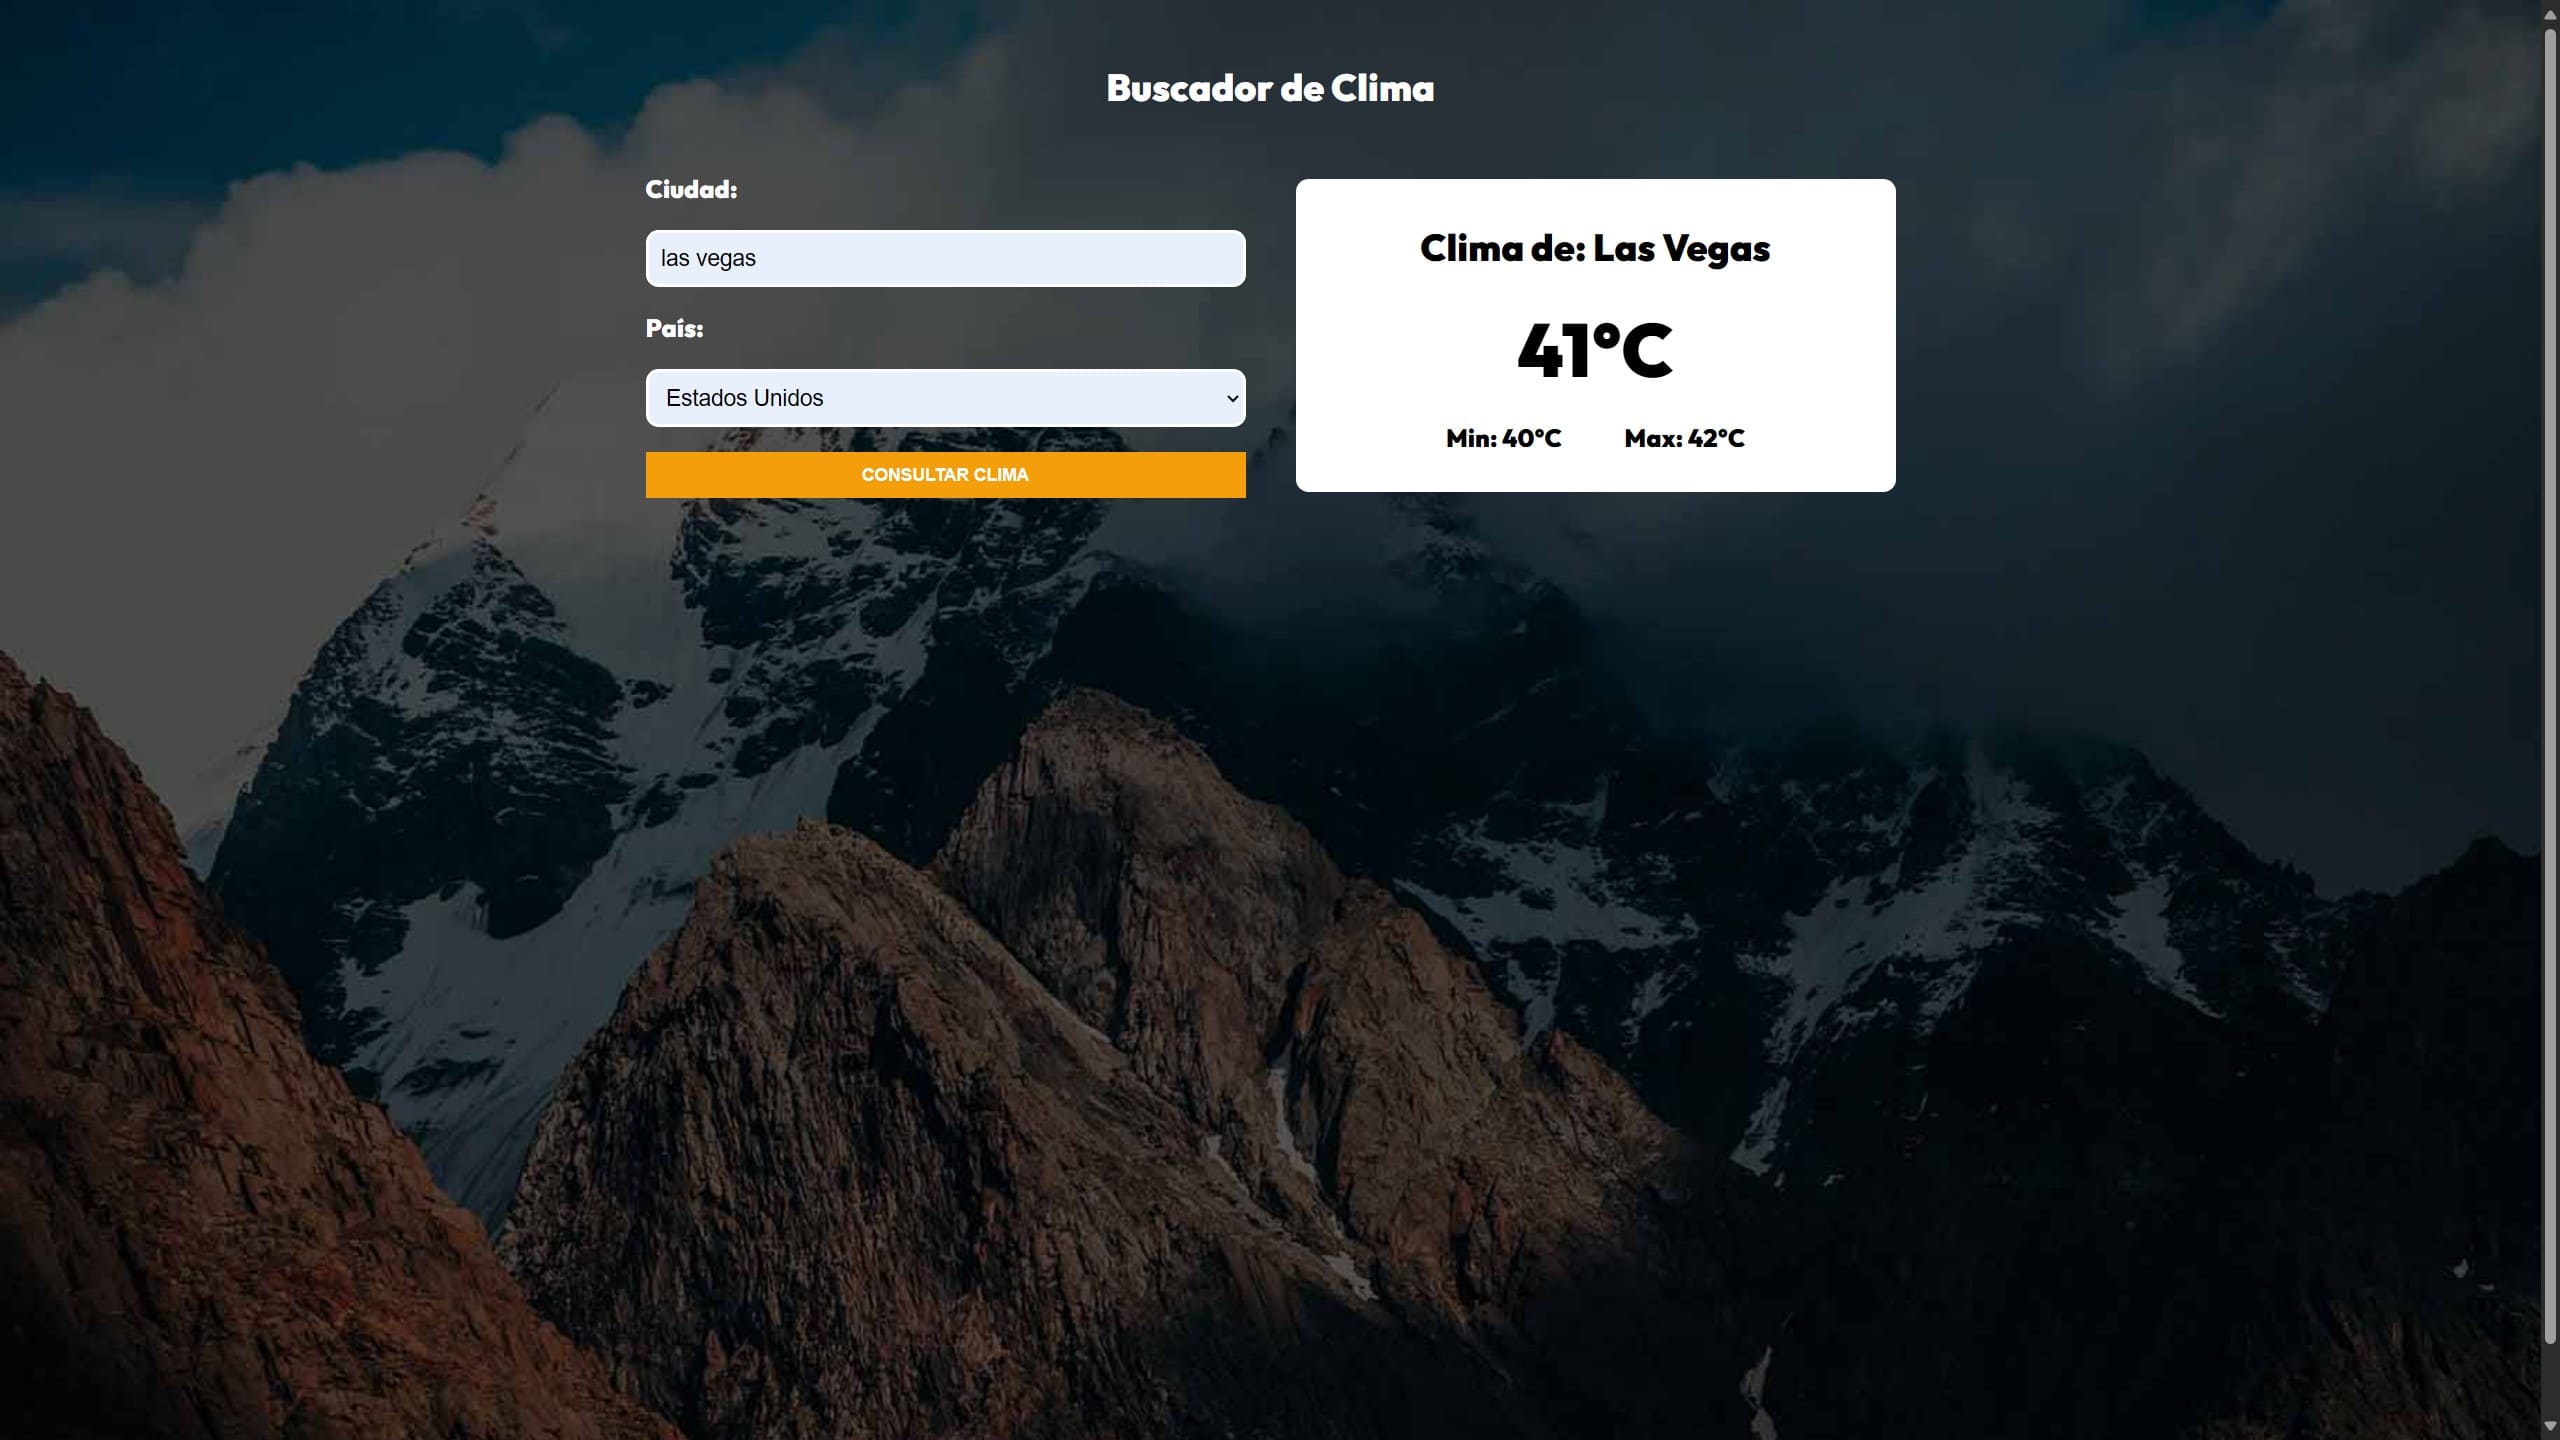 Buscador de Clima
Ciudad:
las vegas
País:
Estados Unidos
CONSULTAR CLIMA
Clima de: Las Vegas
41°C
Min: 40°C Max: 42°C